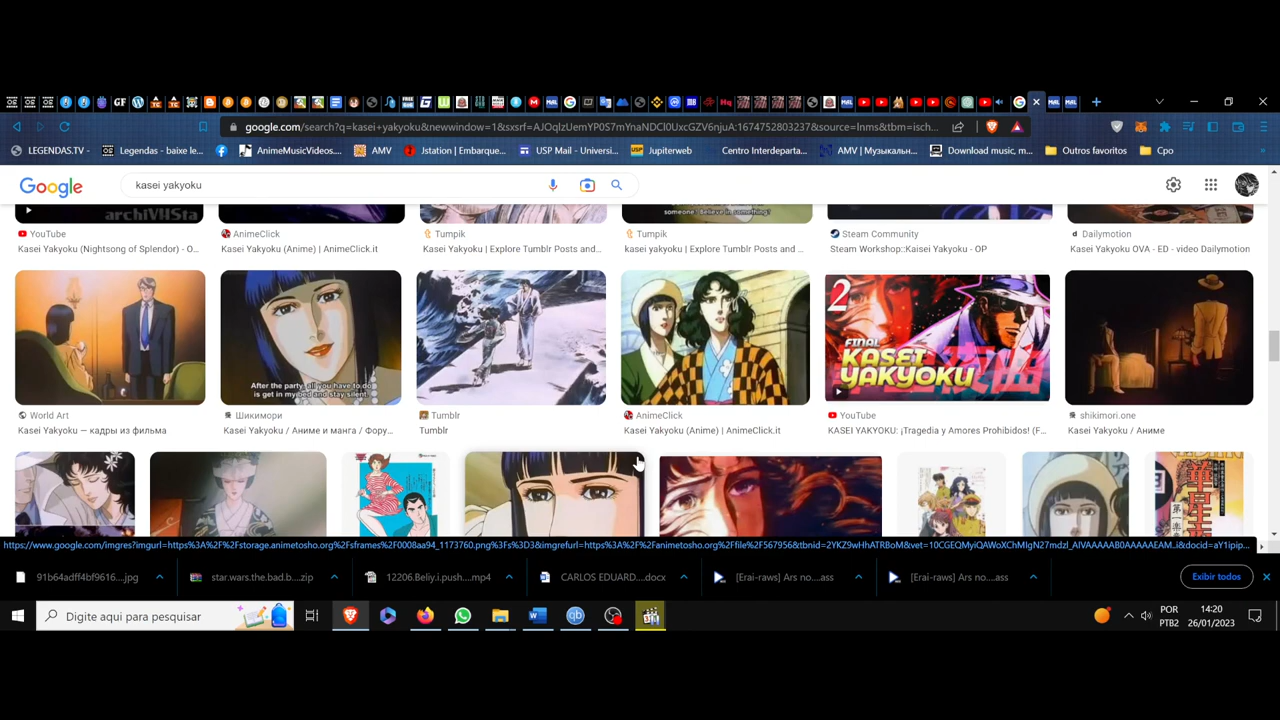 LEGENDAS.TV -
Legendas - baixe le...
AnimeMusicVideos....
AMV
Jstation | Embarque...
USP Mail - Universi...
Jupiterweb
Centro Interdeparta...
AMV | Музыкальн...
Download music, m...
Outros favoritos
Cpo
google.com/search?q=kasei+yakyoku&newwindow=1&sxsrf=AJOqlzUemYP0S7mYnaNDCl0UxcGZV6njuA:1674752803237&source=lnms&tbm=isch...
Google
kasei yakyoku
archiVHSta
someone? Believe in something?
YouTube
Kasei Yakyoku (Nightsong of Splendor) - O...
AnimeClick
Kasei Yakyoku (Anime) | AnimeClick.it
Tumpik
Kasei Yakyoku | Explore Tumblr Posts and...
Tumpik
kasei yakyoku | Explore Tumblr Posts and ...
Steam Community
Steam Workshop::Kaisei Yakyoku - OP
Dailymotion
Kasei Yakyoku OVA - ED - video Dailymotion
After the party, all you have to do
is get in my bed and stay silent.
2
FINAL
KASEI
YAKYOKU
World Art
Kasei Yakyoku — кадры из фильма
Шикимори
Kasei Yakyoku / Аниме и манга / Фору...
Tumblr
Tumblr
AnimeClick
Kasei Yakyoku (Anime) | AnimeClick.it
YouTube
KASEI YAKYOKU: ¡Tragedia y Amores Prohibidos! (F...
shikimori.one
Kasei Yakyoku / Аниме
91b64adff4bf9616....jpg
star.wars.the.bad.b....zip
12206.Beliy.i.push....mp4
CARLOS EDUARD....docx
[Erai-raws] Ars no....ass
[Erai-raws] Ars no....ass
Exibir todos
Digite aqui para pesquisar
POR
PTB2
14:20
26/01/2023